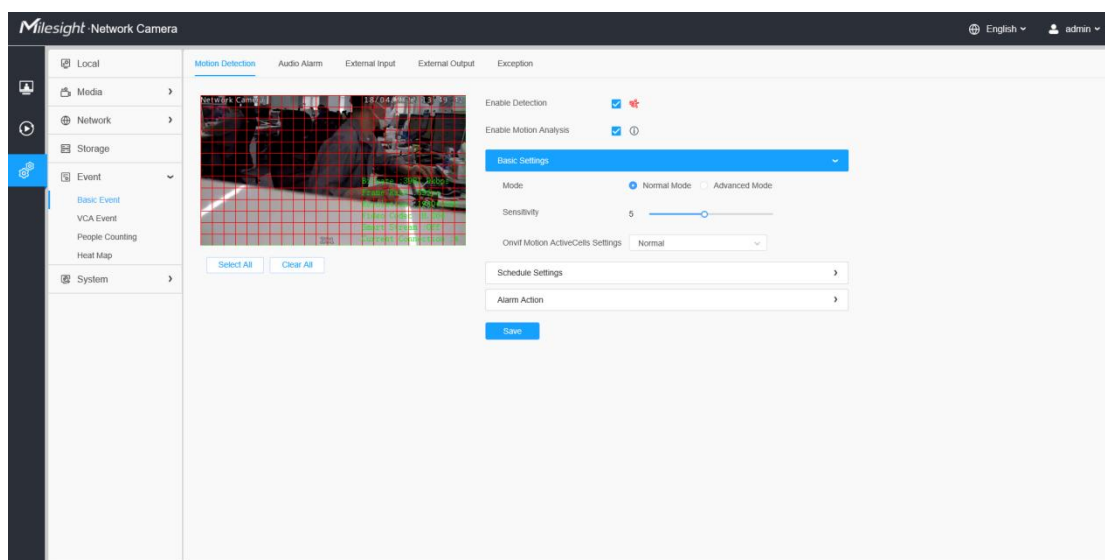 Milesight · Network Camera
English
admin
Local
Media
Network
Storage
Event
Basic Event
VCA Event
People Counting
Heat Map
System
Motion Detection
Audio Alarm
External Input
External Output
Exception
Select All
Clear All
Enable Detection
Enable Motion Analysis
Basic Settings
Mode
Normal Mode
Advanced Mode
Sensitivity
5
Onvif Motion ActiveCells Settings
Normal
Schedule Settings
Alarm Action
Save